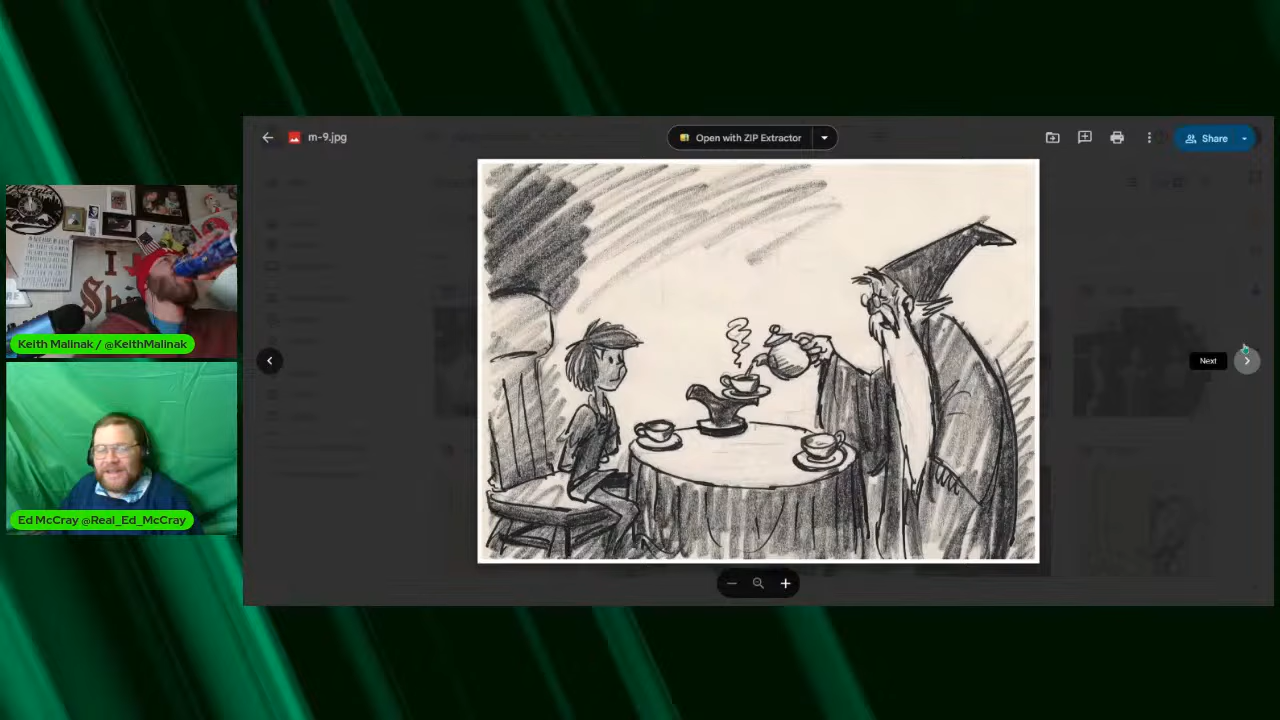 m-9.jpg
Open with ZIP Extractor
Share
Next
I
Keith Malinak / @KeithMalinak
Ed McCray @Real_Ed_McCray